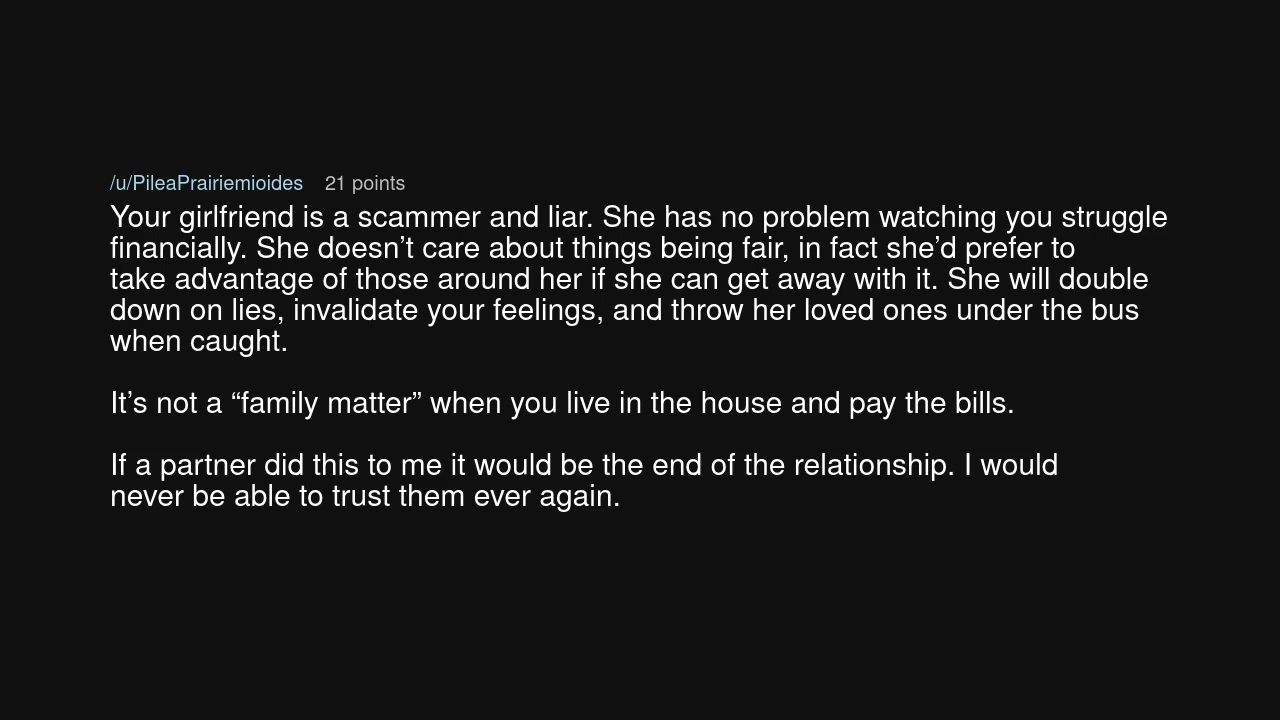 /u/PileaPrairiemioides 21 points
Your girlfriend is a scammer and liar. She has no problem watching you struggle
financially. She doesn’t care about things being fair, in fact she’d prefer to
take advantage of those around her if she can get away with it. She will double
down on lies, invalidate your feelings, and throw her loved ones under the bus
when caught.
It’s not a “family matter” when you live in the house and pay the bills.
If a partner did this to me it would be the end of the relationship. I would
never be able to trust them ever again.